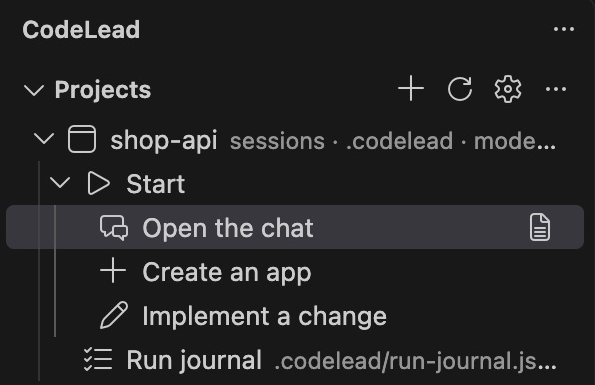 CodeLead
Projects
shop-api sessions · .codelead · mode...
Start
Open the chat
Create an app
Implement a change
Run journal .codelead/run-journal.js...